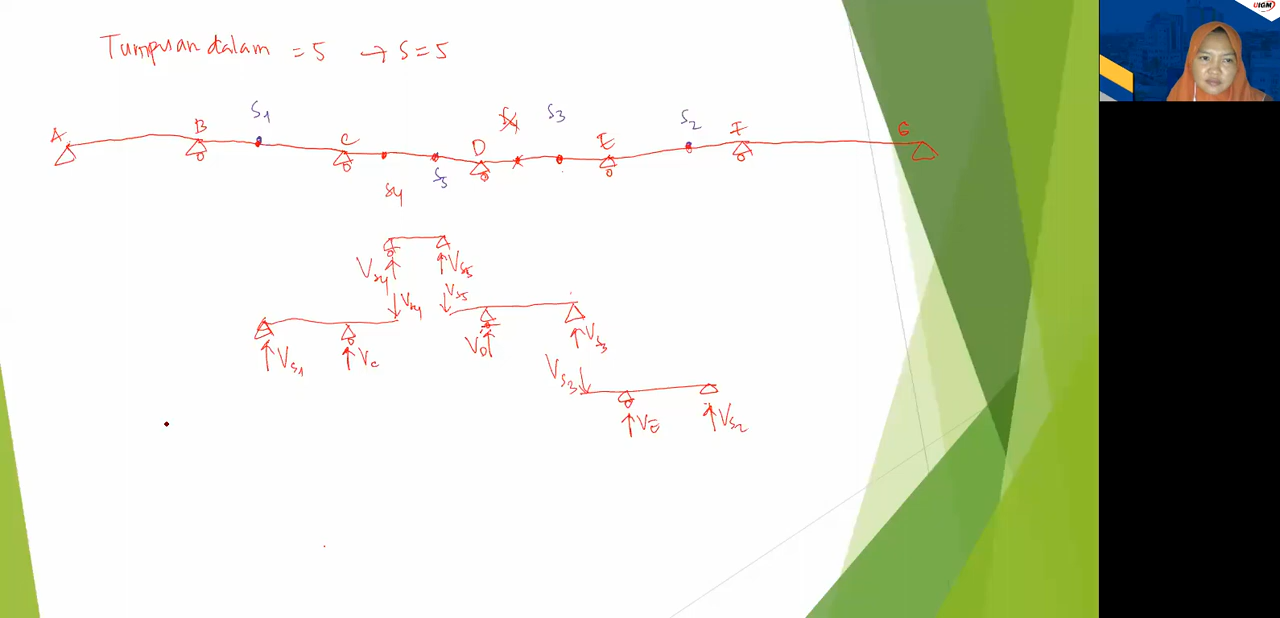 Tumpuan dalam = 5 → S = 5
A B S1 C D S4 S3 E S2 F G
S4 S5
VS4 VS5
VS4 VS5
VS1 VC VD VS3
VS3
VE VS2
UIGM